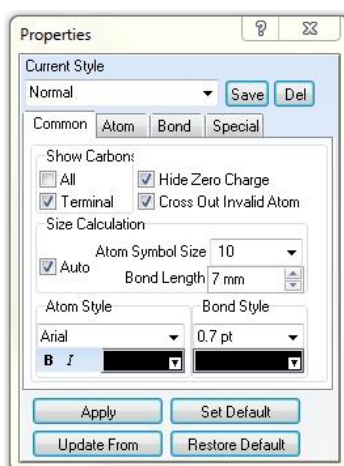 Properties ?
Current Style
Normal Save Del
Common Atom Bond Special
Show Carbons
All Hide Zero Charge
Terminal Cross Out Invalid Atom
Size Calculation
Auto Atom Symbol Size 10
Bond Length 7 mm
Atom Style Bond Style
Arial 0.7 pt
B I
Apply Set Default
Update From Restore Default